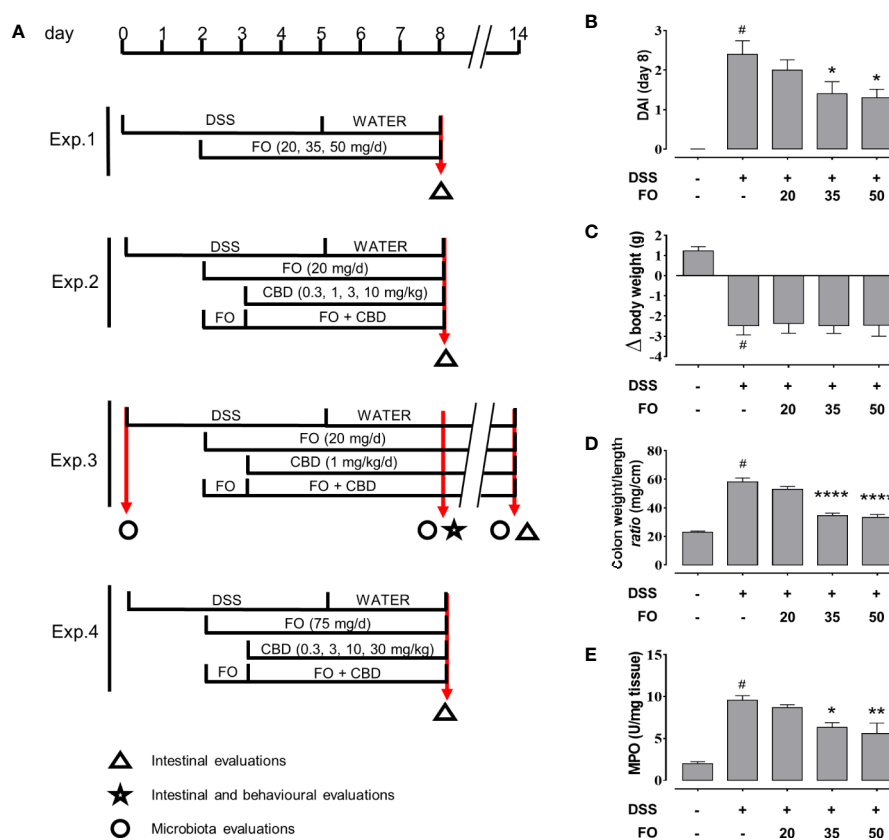 A
day
0 1 2 3 4 5 6 7 8 14
Exp.1
DSS WATER
FO (20, 35, 50 mg/d)
Exp.2
DSS WATER
FO (20 mg/d)
CBD (0.3, 1, 3, 10 mg/kg)
FO FO + CBD
Exp.3
DSS WATER
FO (20 mg/d)
CBD (1 mg/kg/d)
FO FO + CBD
Exp.4
DSS WATER
FO (75 mg/d)
CBD (0.3, 3, 10, 30 mg/kg)
FO FO + CBD
Intestinal evaluations
Intestinal and behavioural evaluations
Microbiota evaluations
B
DAI (day 8)
3
2
1
0
#
* *
DSS - + + + +
FO - - 20 35 50
C
Δ body weight (g)
2
1
0
-1
-2
-3
-4
#
DSS - + + + +
FO - - 20 35 50
D
Colon weight/length
ratio (mg/cm)
80
60
40
20
0
#
**** ****
DSS - + + + +
FO - - 20 35 50
E
MPO (U/mg tissue)
15
10
5
0
#
* **
DSS - + + + +
FO - - 20 35 50